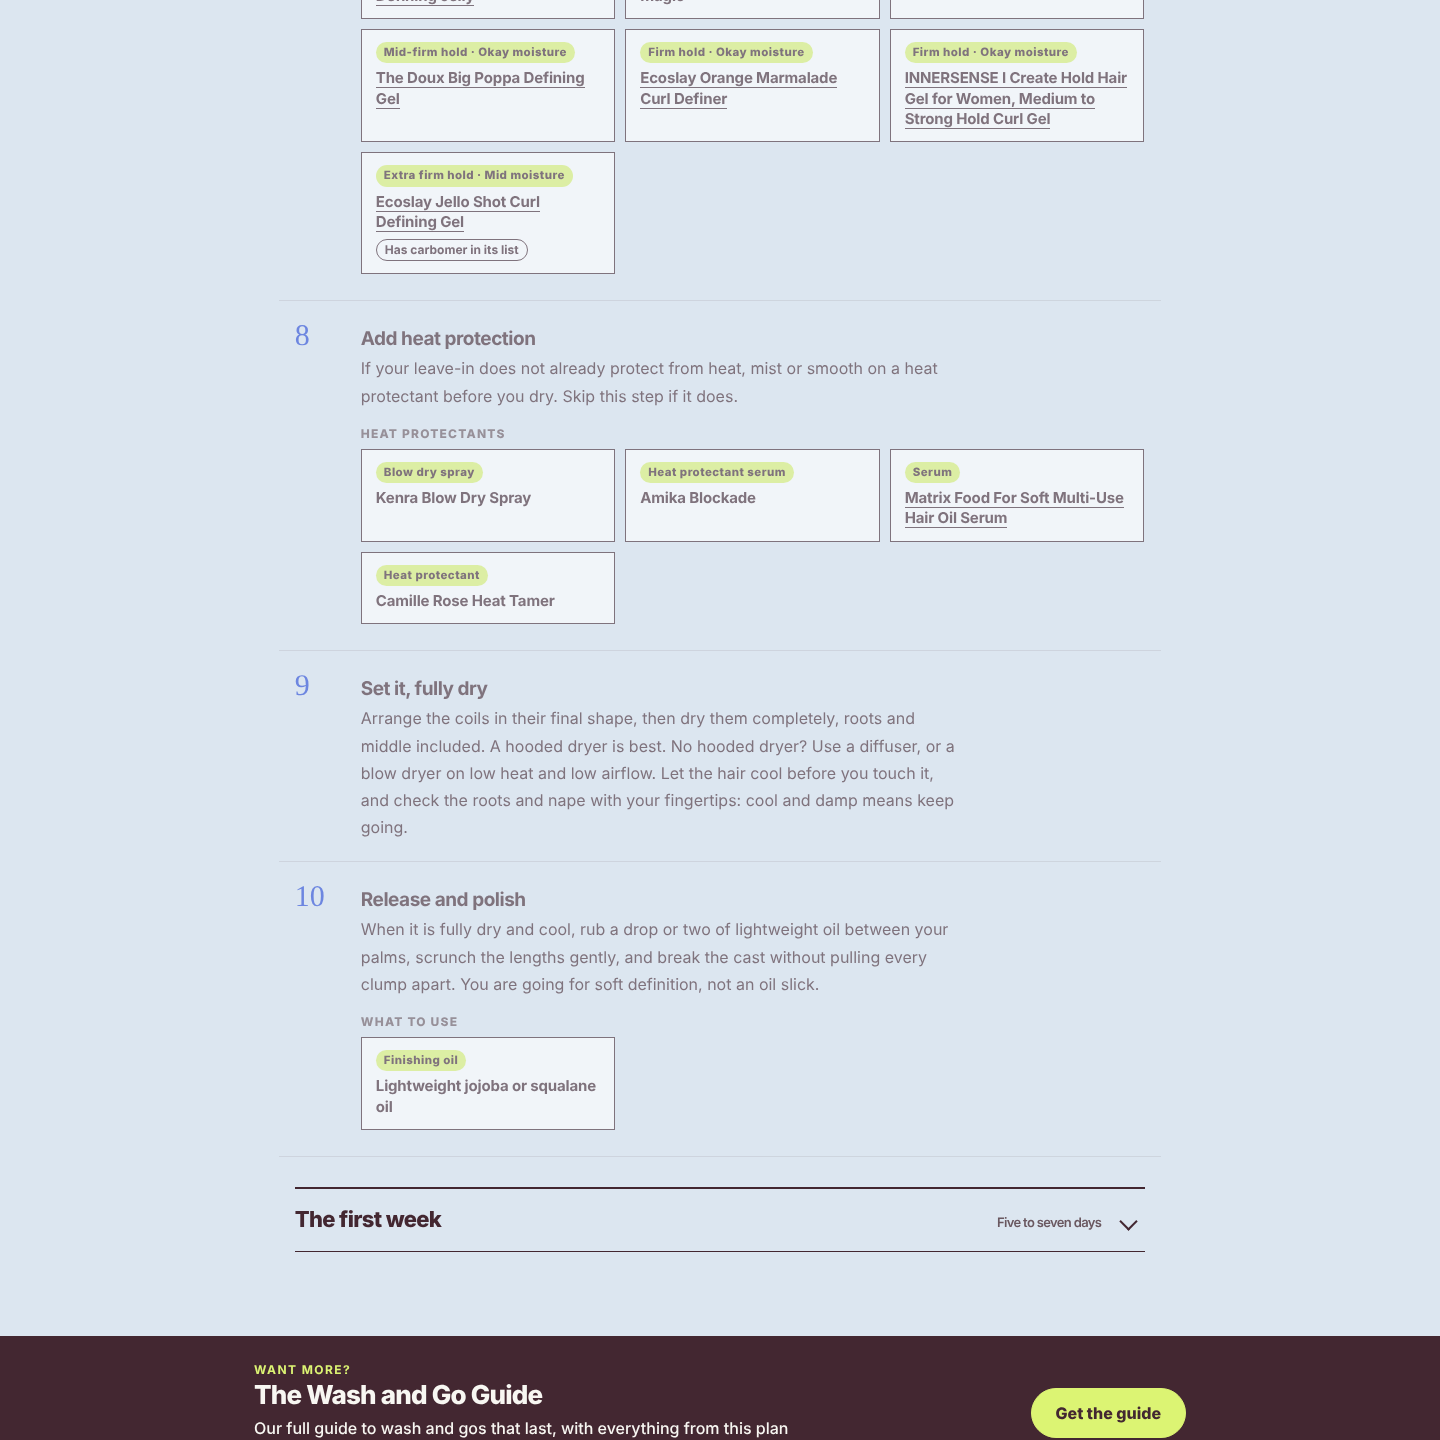 Defining Jelly
magic
Mid-firm hold · Okay moisture
The Doux Big Poppa Defining
Gel
Firm hold · Okay moisture
Ecoslay Orange Marmalade
Curl Definer
Firm hold · Okay moisture
INNERSENSE I Create Hold Hair
Gel for Women, Medium to
Strong Hold Curl Gel
Extra firm hold · Mid moisture
Ecoslay Jello Shot Curl
Defining Gel
Has carbomer in its list
8
Add heat protection
If your leave-in does not already protect from heat, mist or smooth on a heat
protectant before you dry. Skip this step if it does.
HEAT PROTECTANTS
Blow dry spray
Kenra Blow Dry Spray
Heat protectant serum
Amika Blockade
Serum
Matrix Food For Soft Multi-Use
Hair Oil Serum
Heat protectant
Camille Rose Heat Tamer
9
Set it, fully dry
Arrange the coils in their final shape, then dry them completely, roots and
middle included. A hooded dryer is best. No hooded dryer? Use a diffuser, or a
blow dryer on low heat and low airflow. Let the hair cool before you touch it,
and check the roots and nape with your fingertips: cool and damp means keep
going.
10
Release and polish
When it is fully dry and cool, rub a drop or two of lightweight oil between your
palms, scrunch the lengths gently, and break the cast without pulling every
clump apart. You are going for soft definition, not an oil slick.
WHAT TO USE
Finishing oil
Lightweight jojoba or squalane
oil
The first week
Five to seven days
WANT MORE?
The Wash and Go Guide
Our full guide to wash and gos that last, with everything from this plan
Get the guide